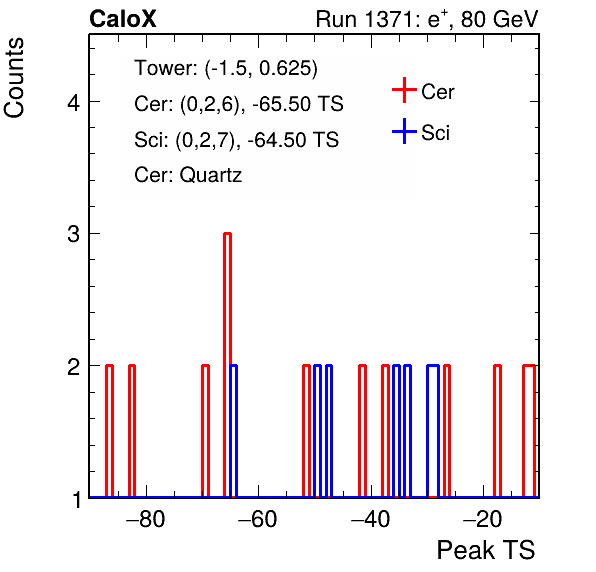 CaloX Run 1371: e⁺, 80 GeV
Counts
Tower: (-1.5, 0.625)
Cer: (0,2,6), -65.50 TS
Sci: (0,2,7), -64.50 TS
Cer: Quartz
Cer
Sci
4
3
2
1
−80 −60 −40 −20
Peak TS